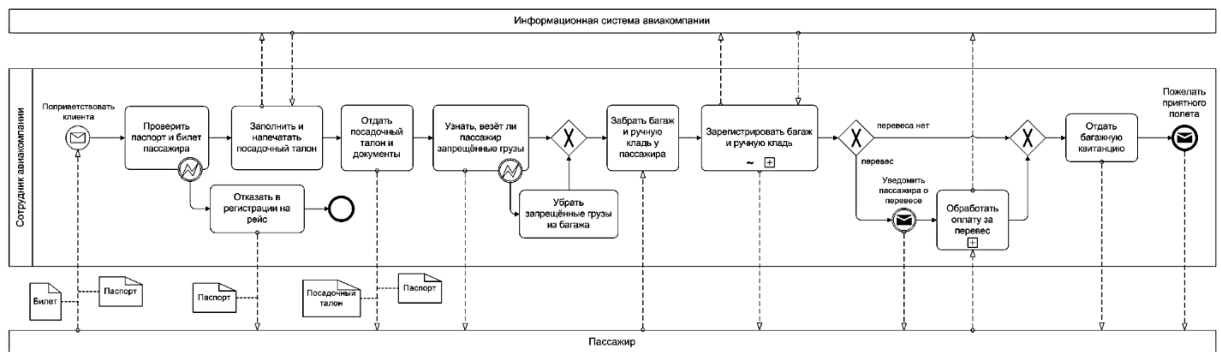 Информационная система авиакомпании
Сотрудник авиакомпании
Поприветствовать
клиента
Проверить
паспорт и билет
пассажира
Заполнить и
напечатать
посадочный талон
Отдать
посадочный
талон и
документы
Узнать, везёт ли
пассажир
запрещённые грузы
Забрать багаж
и ручную
кладь у
пассажира
Зарегистрировать багаж
и ручную кладь
перевеса нет
перевес
Отдать
багажную
квитанцию
Пожелать
приятного
полета
Отказать в
регистрации на
рейс
Убрать
запрещённые грузы
из багажа
Уведомить
пассажира о
перевесе
Обработать
оплату за
перевес
Билет
Паспорт
Паспорт
Посадочный
талон
Паспорт
Пассажир